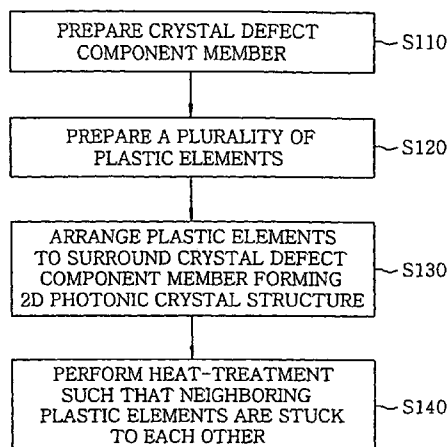 PREPARE CRYSTAL DEFECT
COMPONENT MEMBER
S110
PREPARE A PLURALITY OF
PLASTIC ELEMENTS
S120
ARRANGE PLASTIC ELEMENTS
TO SURROUND CRYSTAL DEFECT
COMPONENT MEMBER FORMING
2D PHOTONIC CRYSTAL STRUCTURE
S130
PERFORM HEAT-TREATMENT
SUCH THAT NEIGHBORING
PLASTIC ELEMENTS ARE STUCK
TO EACH OTHER
S140